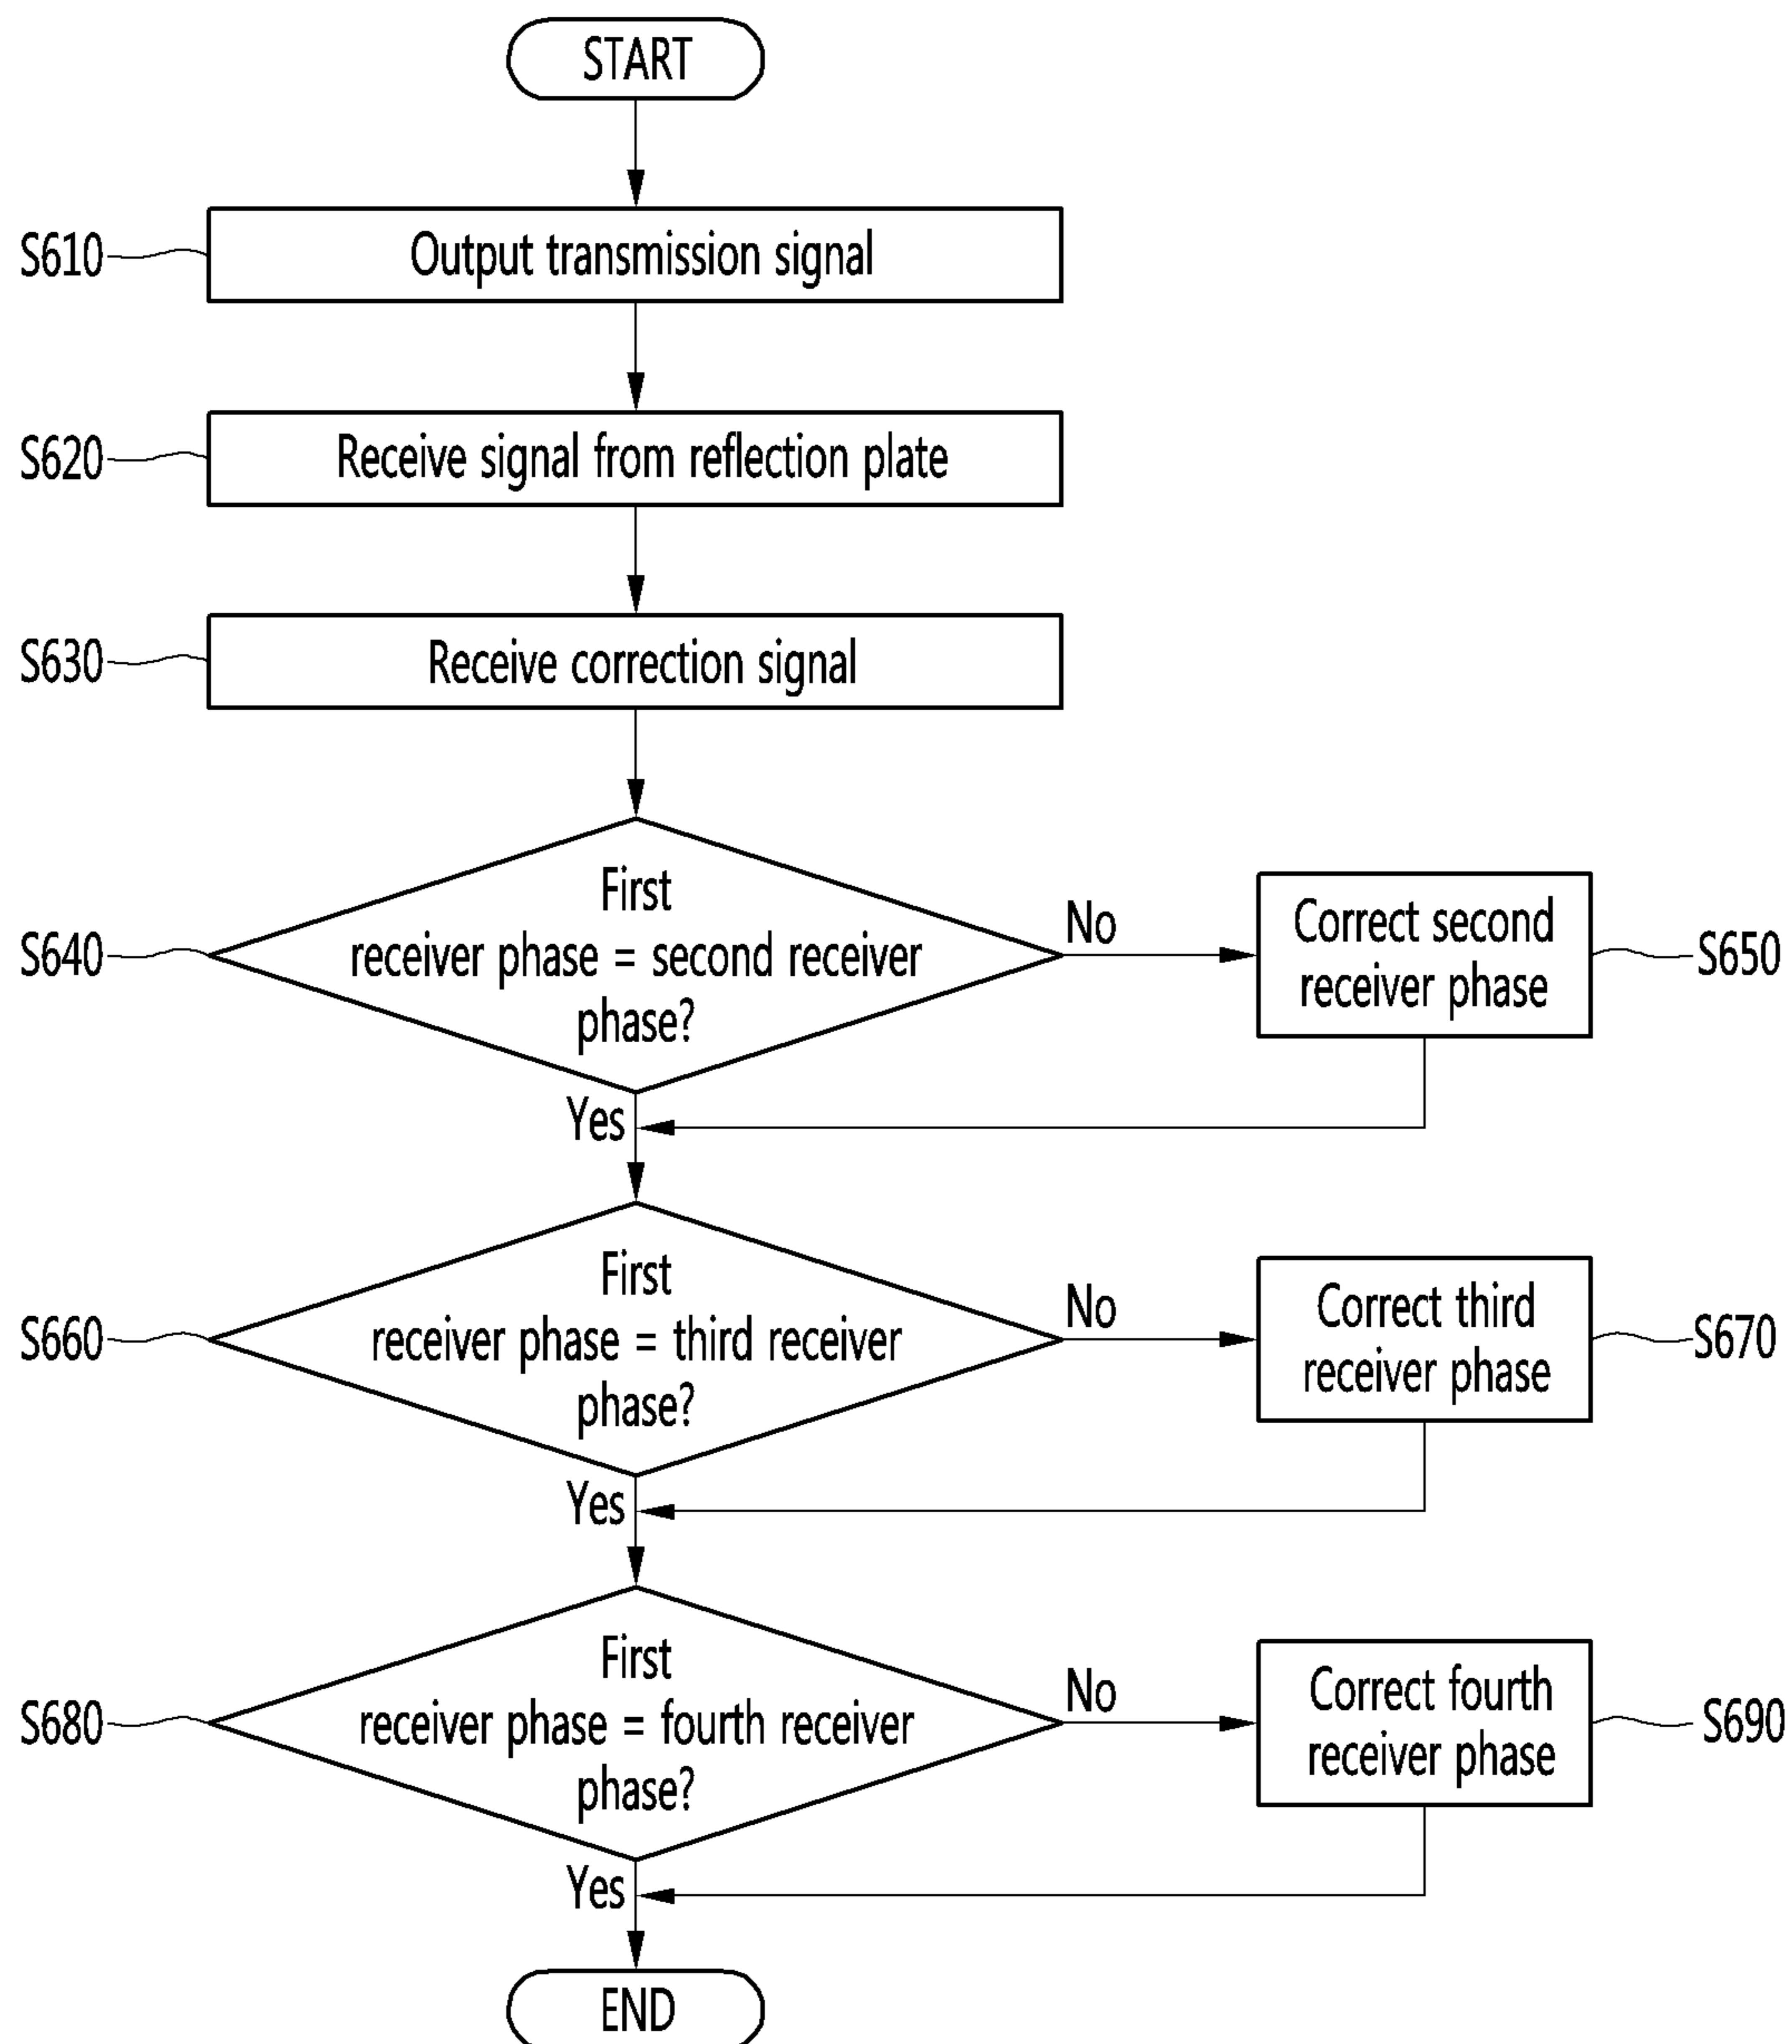 START
S610
Output transmission signal
S620
Receive signal from reflection plate
S630
Receive correction signal
S640
First
receiver phase = second receiver
phase?
No
Correct second
receiver phase
S650
Yes
S660
First
receiver phase = third receiver
phase?
No
Correct third
receiver phase
S670
Yes
S680
First
receiver phase = fourth receiver
phase?
No
Correct fourth
receiver phase
S690
Yes
END